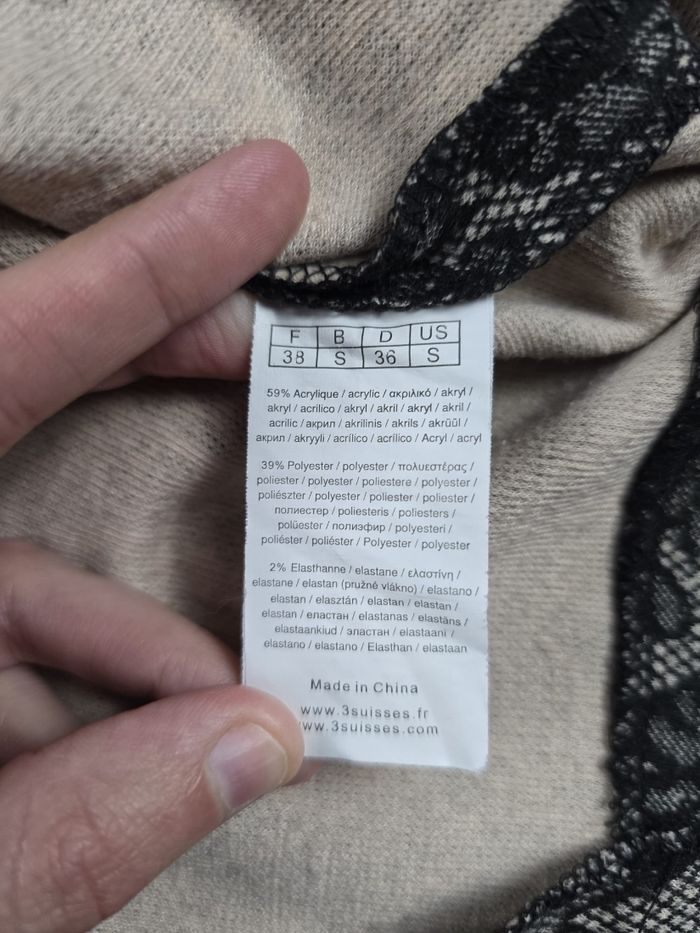 F B D US
38 S 36 S
59% Acrylique / acrylic / ακριλικό / akryl /
akryl / acrilico / akryl / akril / akryl / akril /
acrilic / акрил / akrilinis / akrils / akrüül /
акрил / akryyli / acrílico / acrílico / Acryl / acryl
39% Polyester / polyester / πολυεστέρας /
poliester / polyester / poliestere / polyester /
poliészter / polyester / poliester / poliester /
полиестер / poliesteris / poliesters /
polüester / полиэфир / polyesteri /
poliéster / poliéster / Polyester / polyester
2% Elasthanne / elastane / ελαστίνη /
elastane / elastan (pružné vlákno) / elastano /
elastan / elasztán / elastan / elastan /
elastan / еластан / elastanas / elastāns /
elastaankiud / эластан / elastaani /
elastano / elastano / Elasthan / elastaan
Made in China
www.3suisses.fr
www.3suisses.com